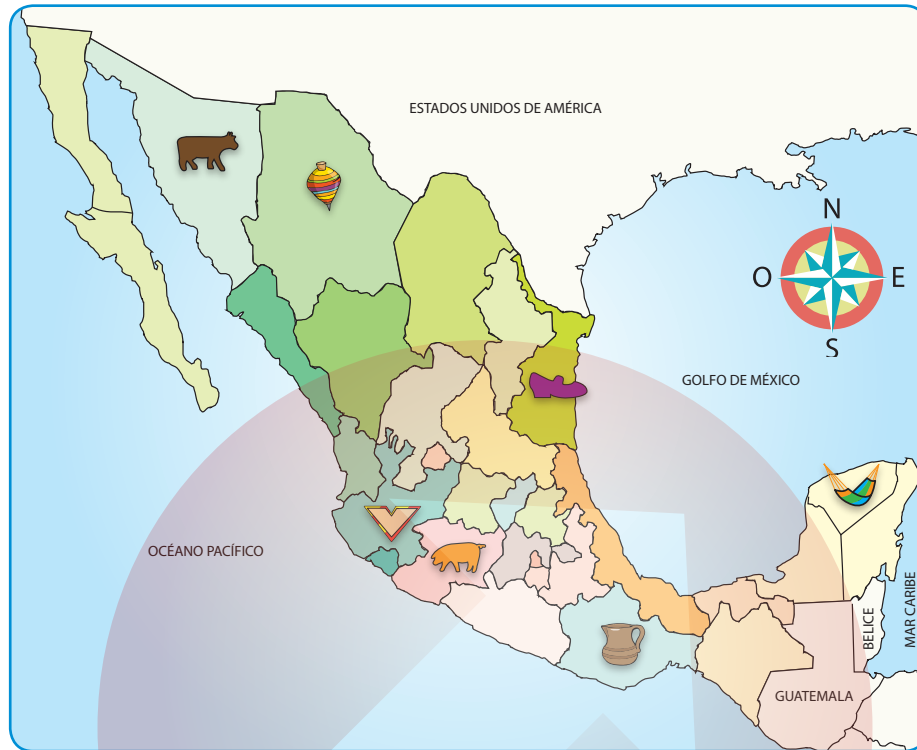 ESTADOS UNIDOS DE AMÉRICA
N
O
E
S
GOLFO DE MÉXICO
OCÉANO PACÍFICO
BELICE
MAR CARIBE
GUATEMALA